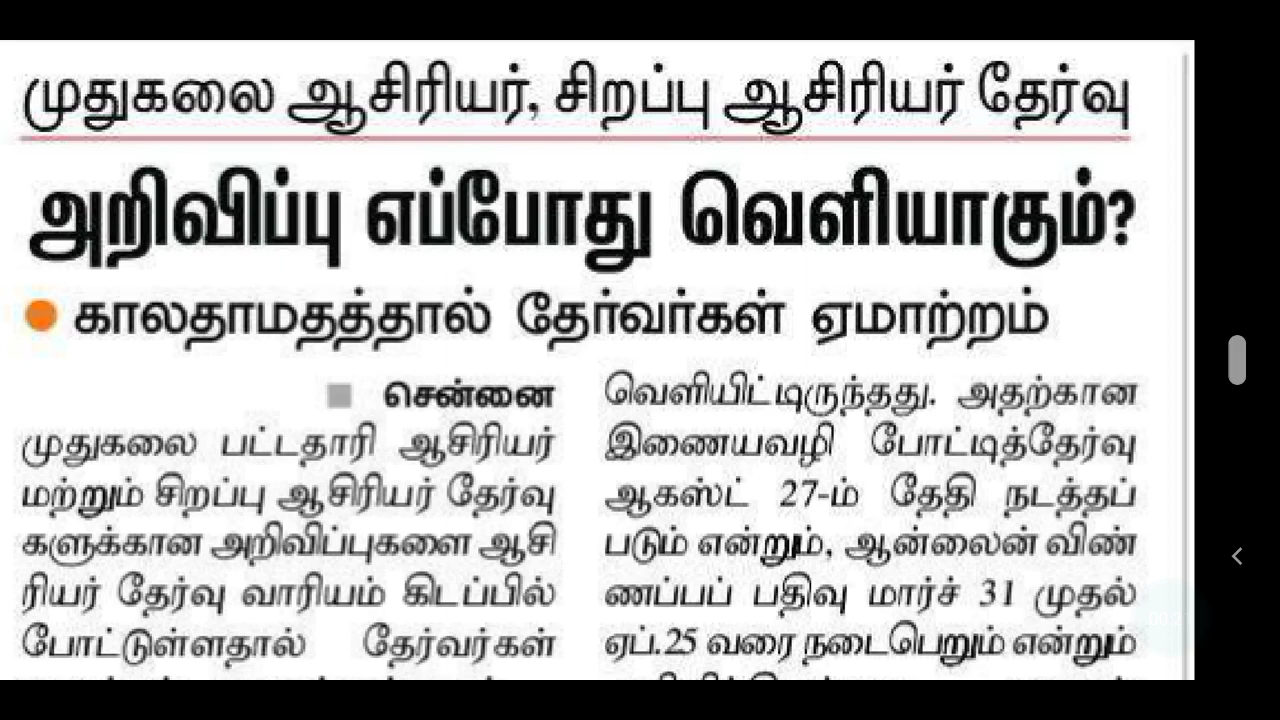 முதுகலை ஆசிரியர், சிறப்பு ஆசிரியர் தேர்வு
அறிவிப்பு எப்போது வெளியாகும்?
● காலதாமதத்தால் தேர்வர்கள் ஏமாற்றம்
■ சென்னை
முதுகலை பட்டதாரி ஆசிரியர்
மற்றும் சிறப்பு ஆசிரியர் தேர்வு
களுக்கான அறிவிப்புகளை ஆசி
ரியர் தேர்வு வாரியம் கிடப்பில்
போட்டுள்ளதால் தேர்வர்கள்
வெளியிட்டிருந்தது. அதற்கான
இணையவழி போட்டித்தேர்வு
ஆகஸ்ட் 27-ம் தேதி நடத்தப்
படும் என்றும், ஆன்லைன் விண்
ணப்பப் பதிவு மார்ச் 31 முதல்
ஏப்.25 வரை நடைபெறும் என்றும்